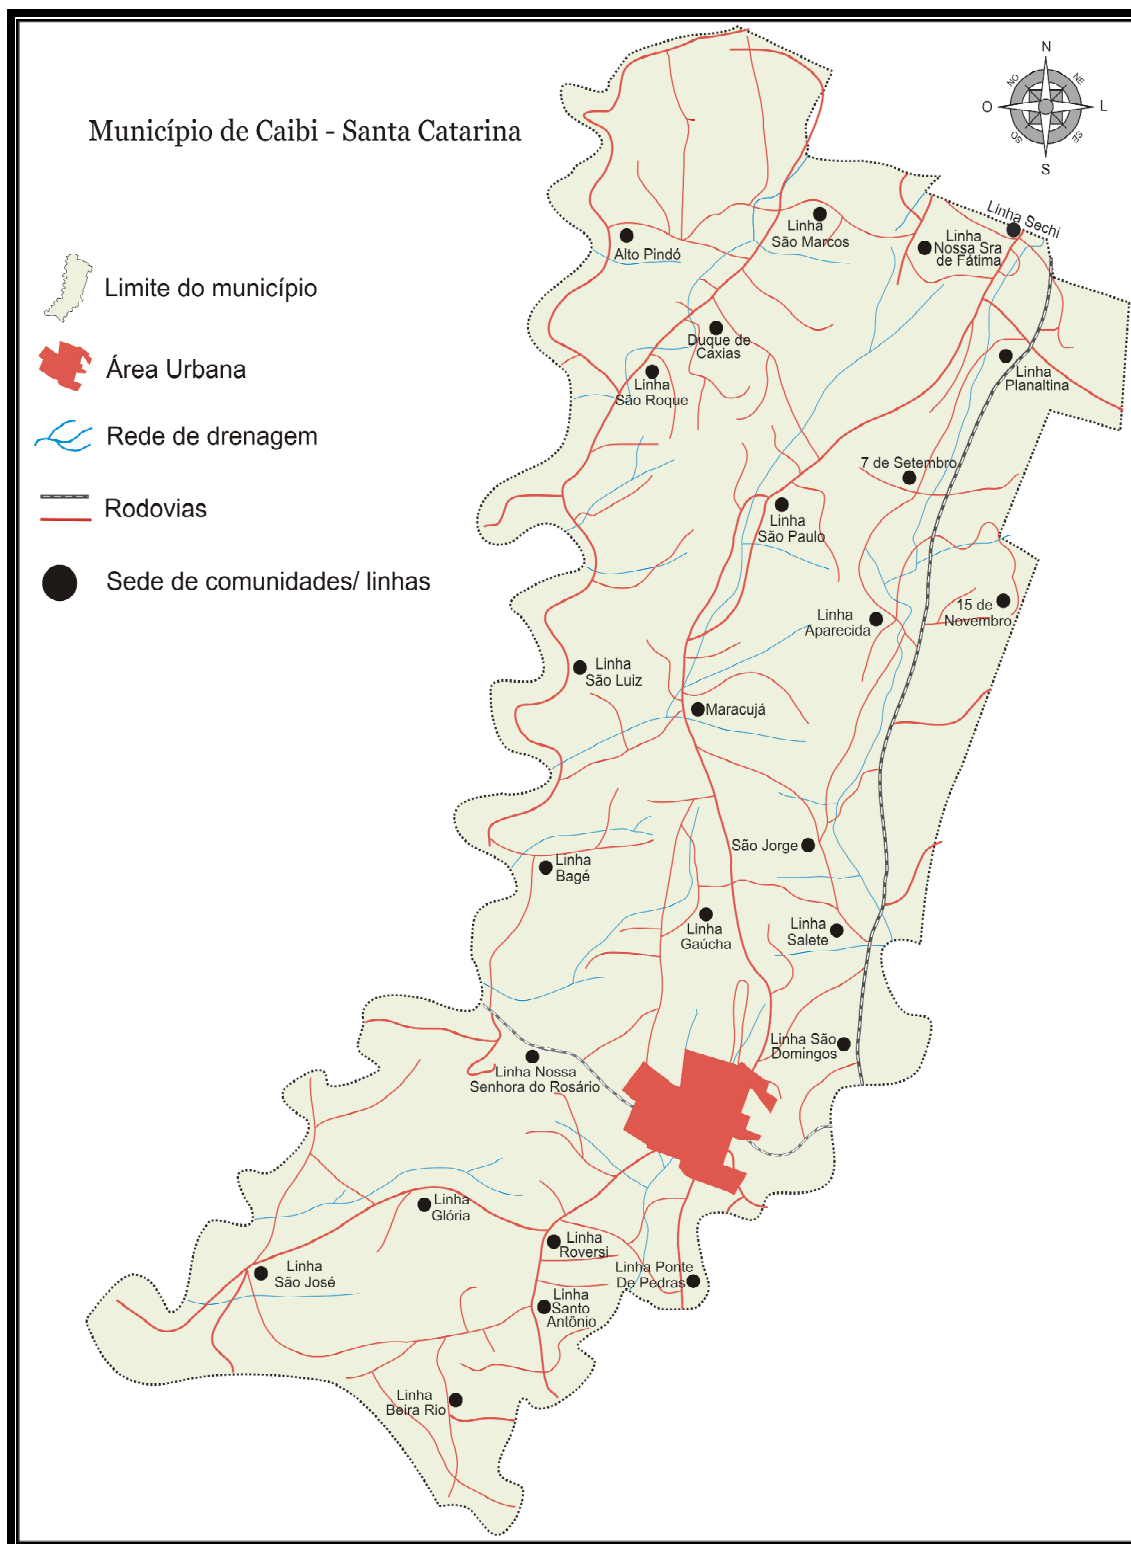 N
NO
NE
O
L
SO
SE
S
Município de Caibi - Santa Catarina
Limite do município
Área Urbana
Rede de drenagem
Rodovias
Sede de comunidades/ linhas
Linha Sechi
Linha
São Marcos
Linha
Nossa Sra
de Fátima
Alto Pindó
Duque de
Caxias
Linha
Planaltina
Linha
São Roque
7 de Setembro
Linha
São Paulo
15 de
Novembro
Linha
Aparecida
Linha
São Luiz
Maracujá
São Jorge
Linha
Bagé
Linha
Gaúcha
Linha
Salete
Linha São
Domingos
Linha Nossa
Senhora do Rosário
Linha
Glória
Linha
Roversi
Linha
São José
Linha Ponte
De Pedras
Linha
Santo
Antônio
Linha
Beira Rio